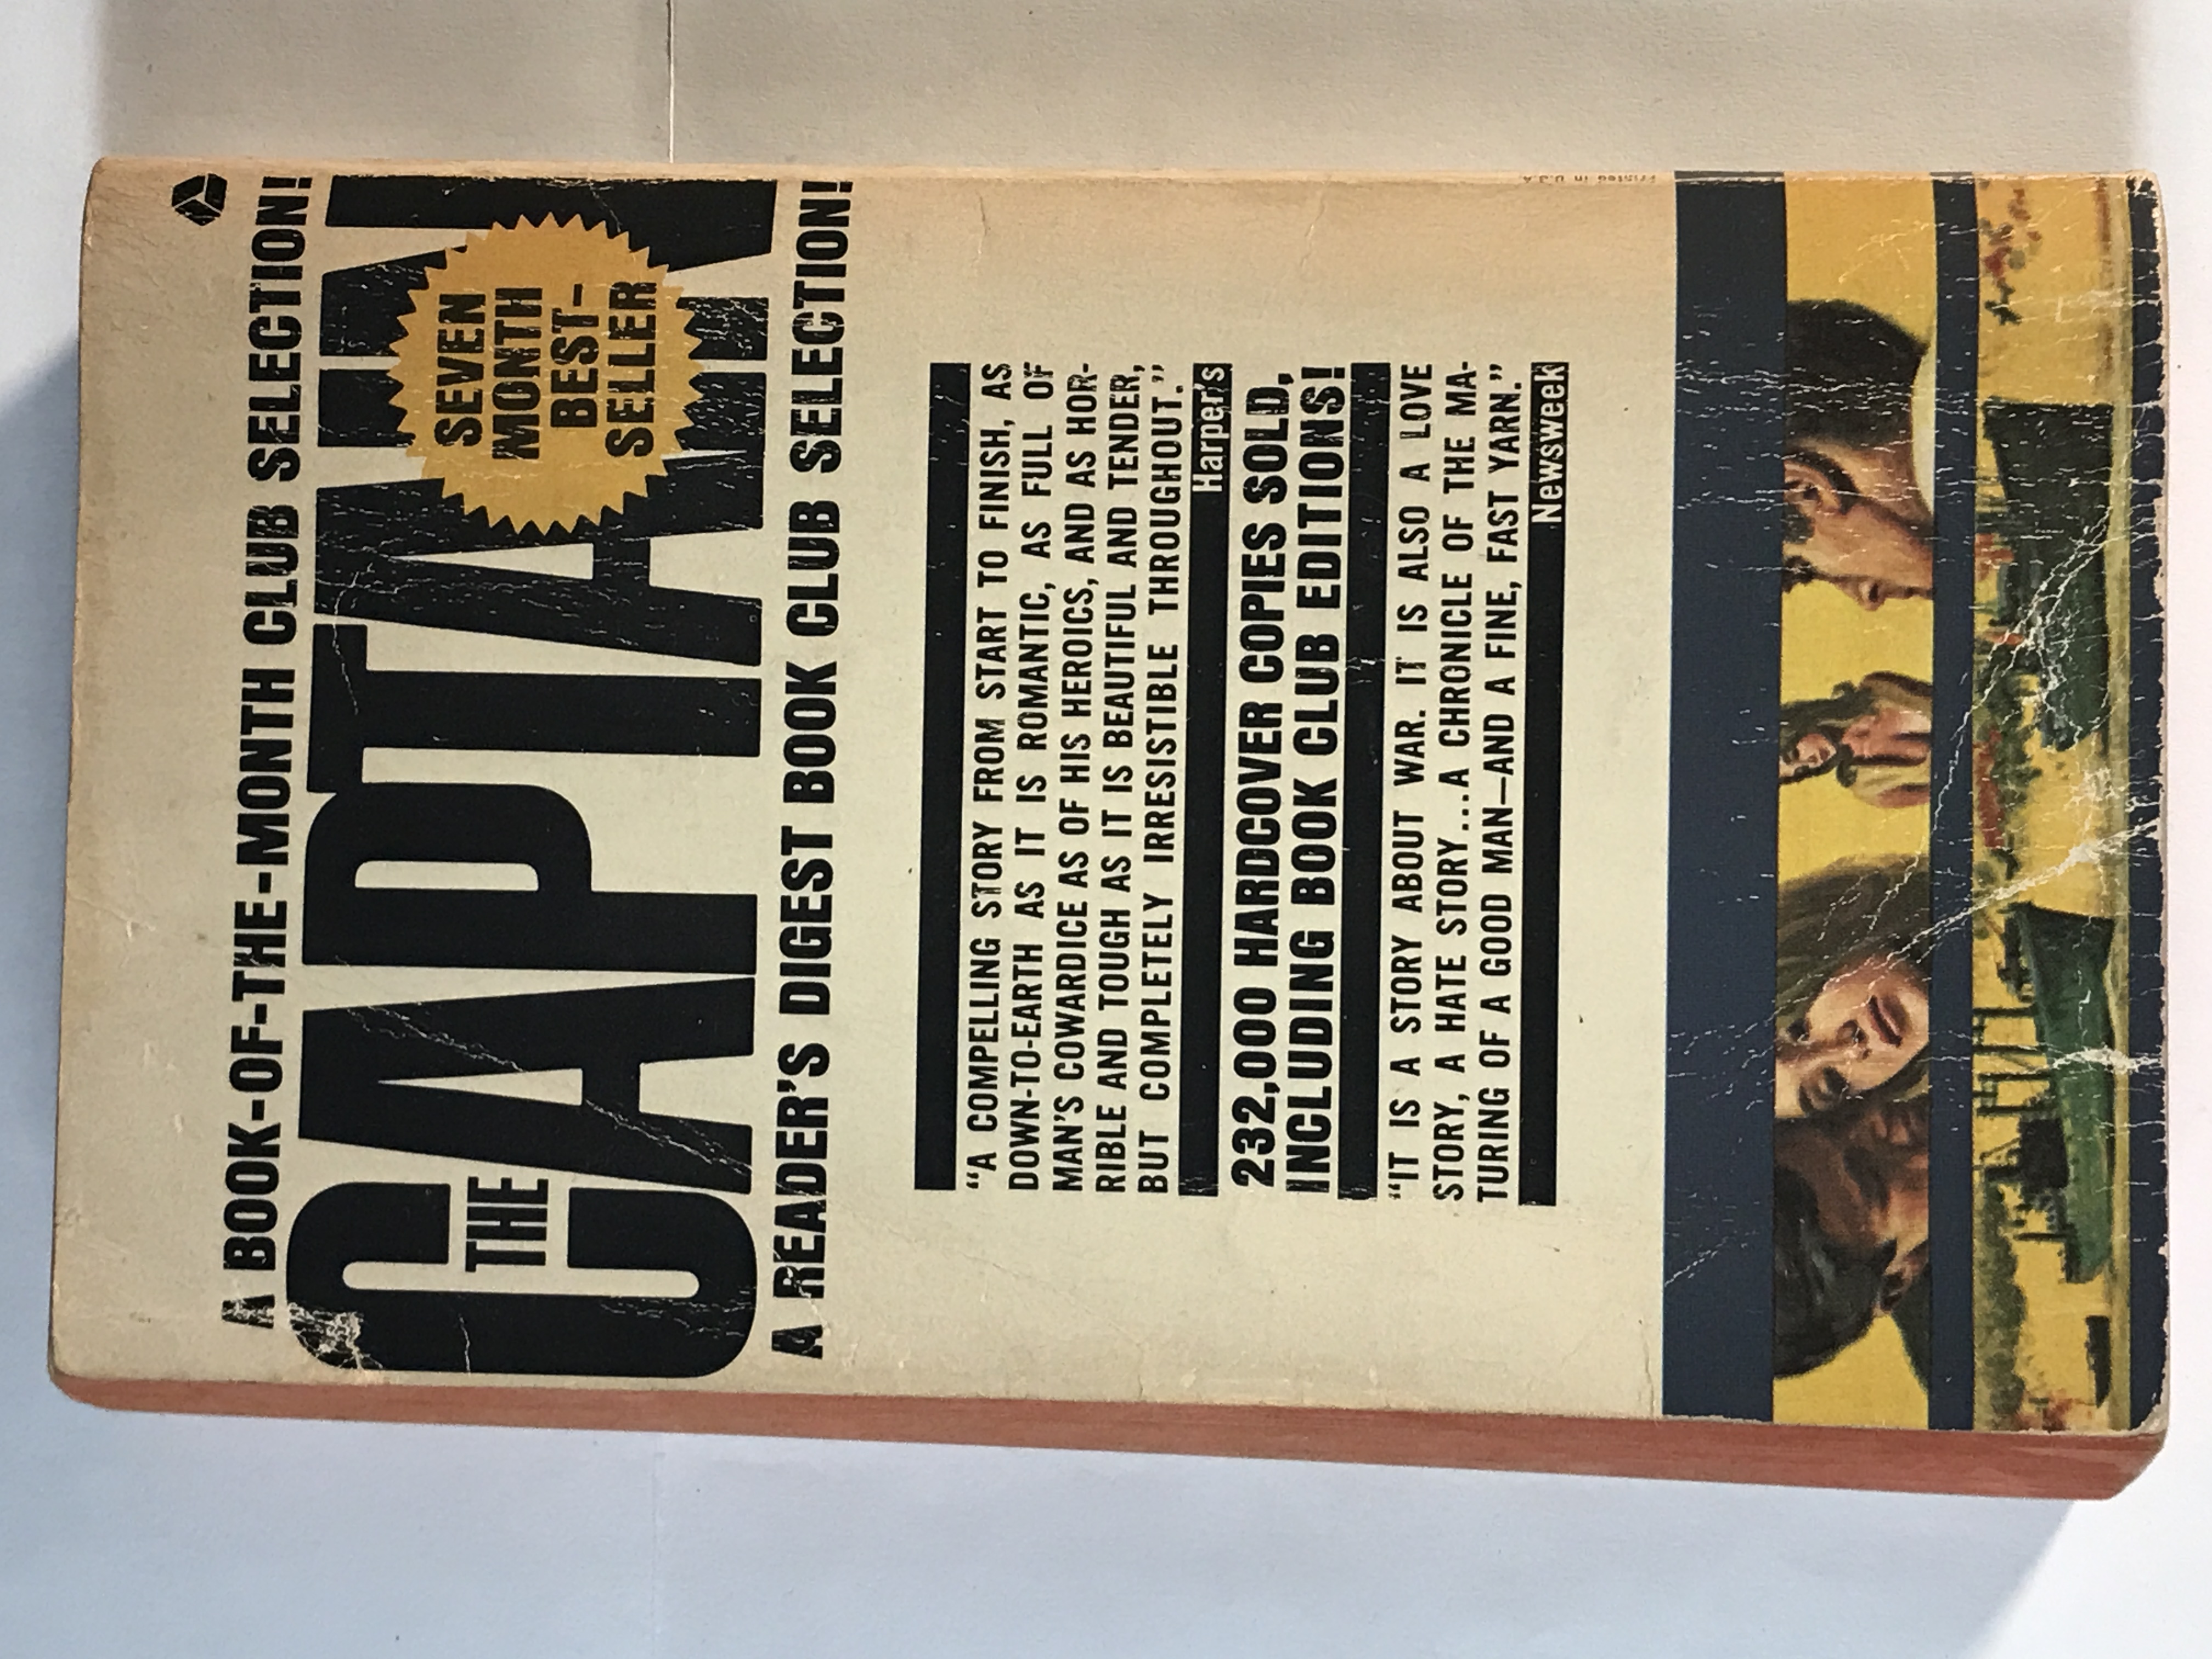 A BOOK-OF-THE-MONTH CLUB SELECTION!
THE
CAPTAIN
SEVEN
MONTH
BEST-
SELLER
A READER'S DIGEST BOOK CLUB SELECTION!
“A COMPELLING STORY FROM START TO FINISH, AS
DOWN-TO-EARTH AS IT IS ROMANTIC, AS FULL OF
MAN'S COWARDICE AS OF HIS HEROICS, AND AS HOR-
RIBLE AND TOUGH AS IT IS BEAUTIFUL AND TENDER,
BUT COMPLETELY IRRESISTIBLE THROUGHOUT.”
Harper's
232,000 HARDCOVER COPIES SOLD,
INCLUDING BOOK CLUB EDITIONS!
“IT IS A STORY ABOUT WAR. IT IS ALSO A LOVE
STORY, A HATE STORY...A CHRONICLE OF THE MA-
TURING OF A GOOD MAN—AND A FINE, FAST YARN.”
Newsweek
Printed in U.S.A.